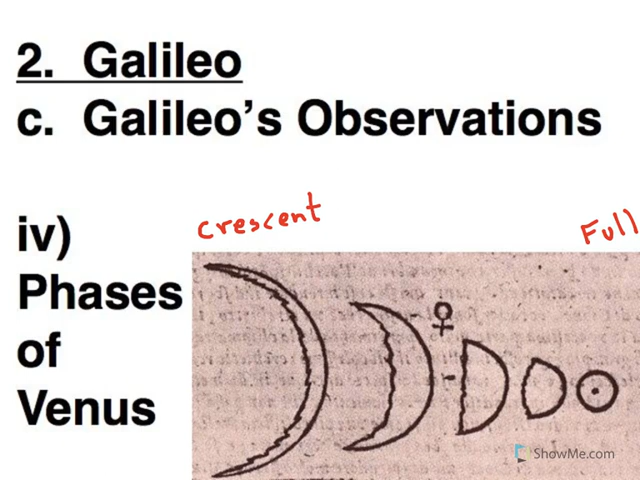 2. Galileo
c. Galileo's Observations
iv)
Phases
of
Venus
Crescent
Full
♀
ShowMe.com